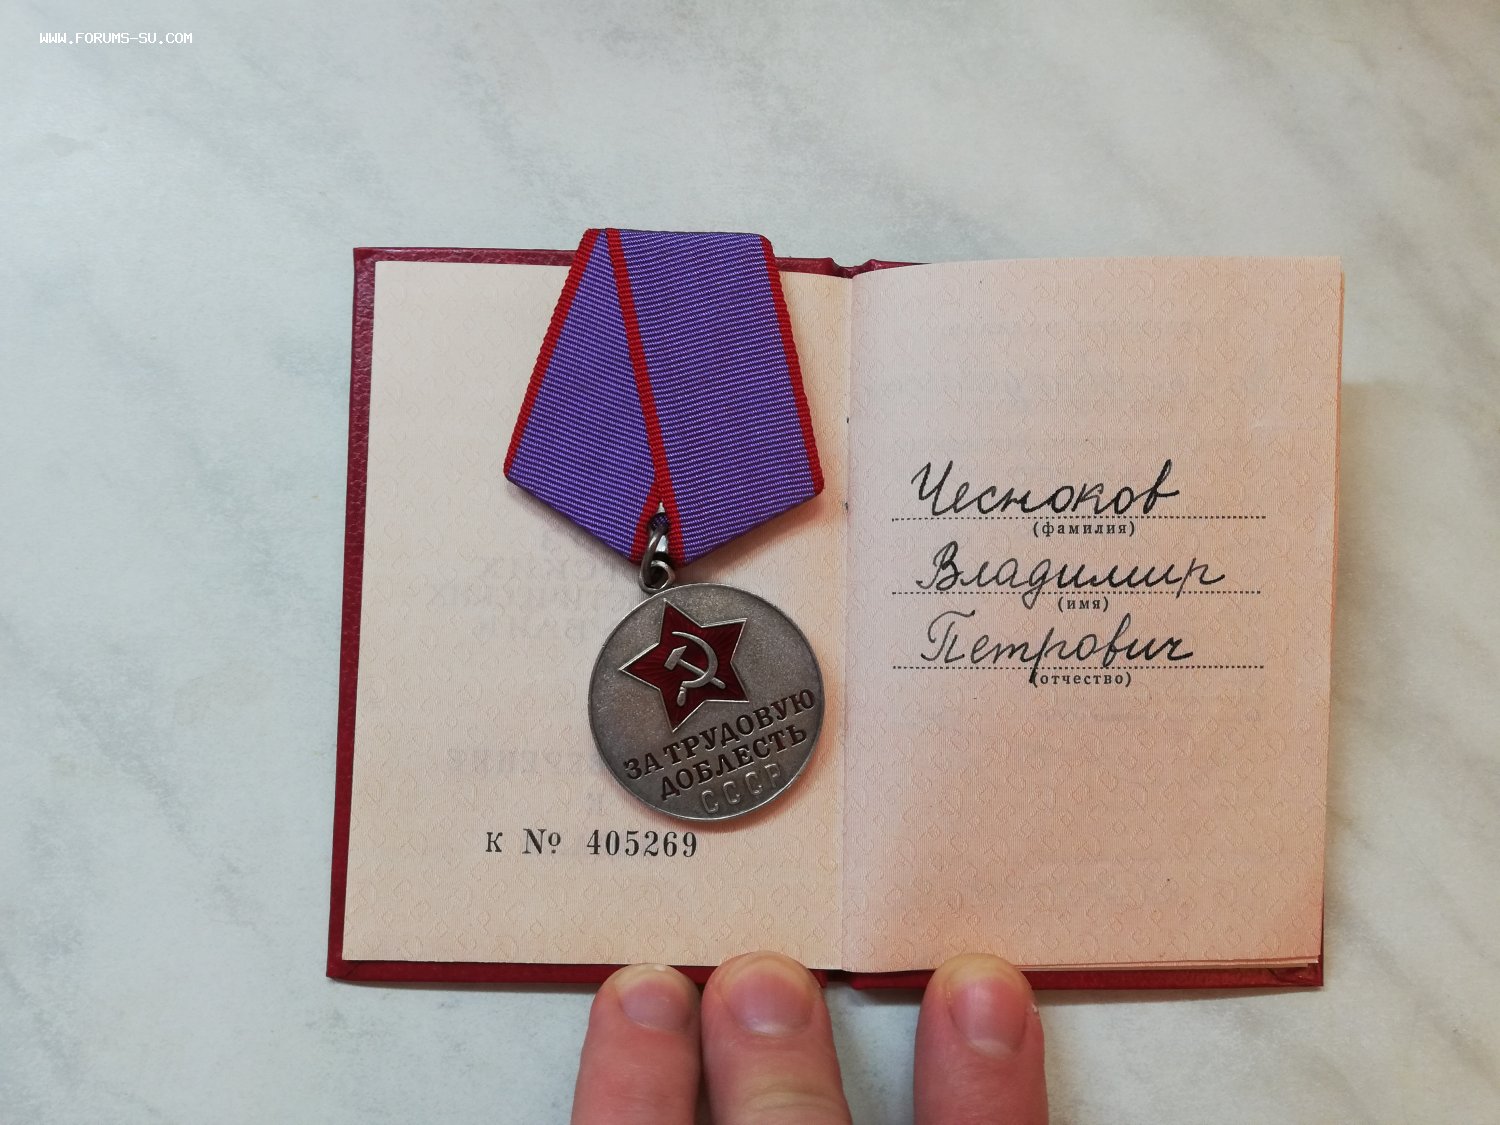 WWW.FORUMS-SU.COM
ЗА ТРУДОВУЮ
ДОБЛЕСТЬ
СССР
к № 405269
Чесноков
(фамилия)
Владимир
(имя)
Петрович
(отчество)